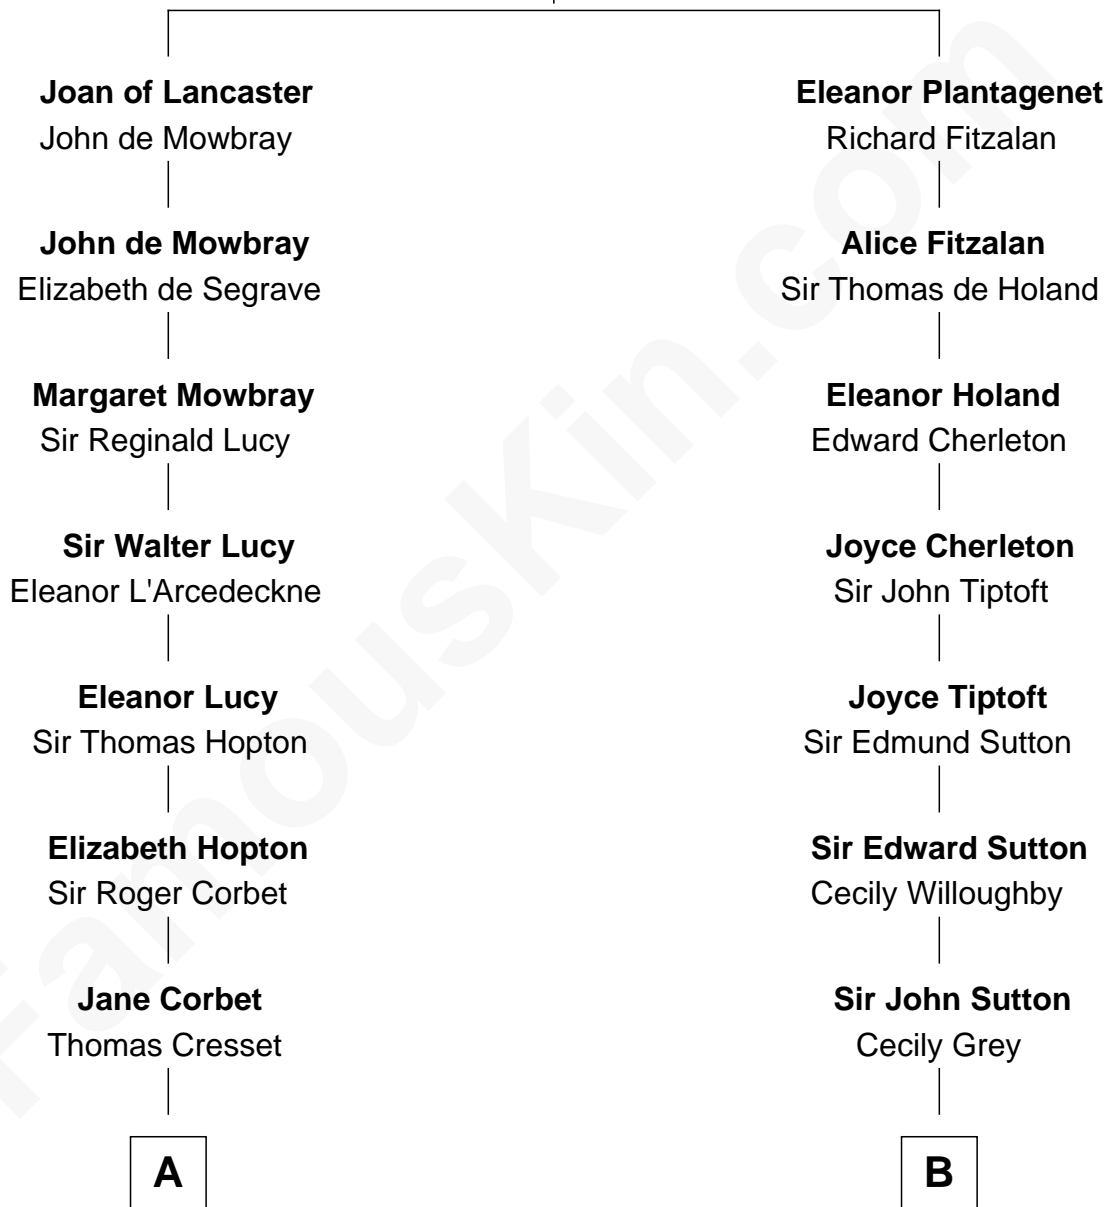 Joan of Lancaster
John de Mowbray
John de Mowbray
Elizabeth de Segrave
Margaret Mowbray
Sir Reginald Lucy
Sir Walter Lucy
Eleanor L'Arcedeckne
Eleanor Lucy
Sir Thomas Hopton
Elizabeth Hopton
Sir Roger Corbet
Jane Corbet
Thomas Cresset
A
Eleanor Plantagenet
Richard Fitzalan
Alice Fitzalan
Sir Thomas de Holand
Eleanor Holand
Edward Cherleton
Joyce Cherleton
Sir John Tiptoft
Joyce Tiptoft
Sir Edmund Sutton
Sir Edward Sutton
Cecily Willoughby
Sir John Sutton
Cecily Grey
B
FamousKin.com